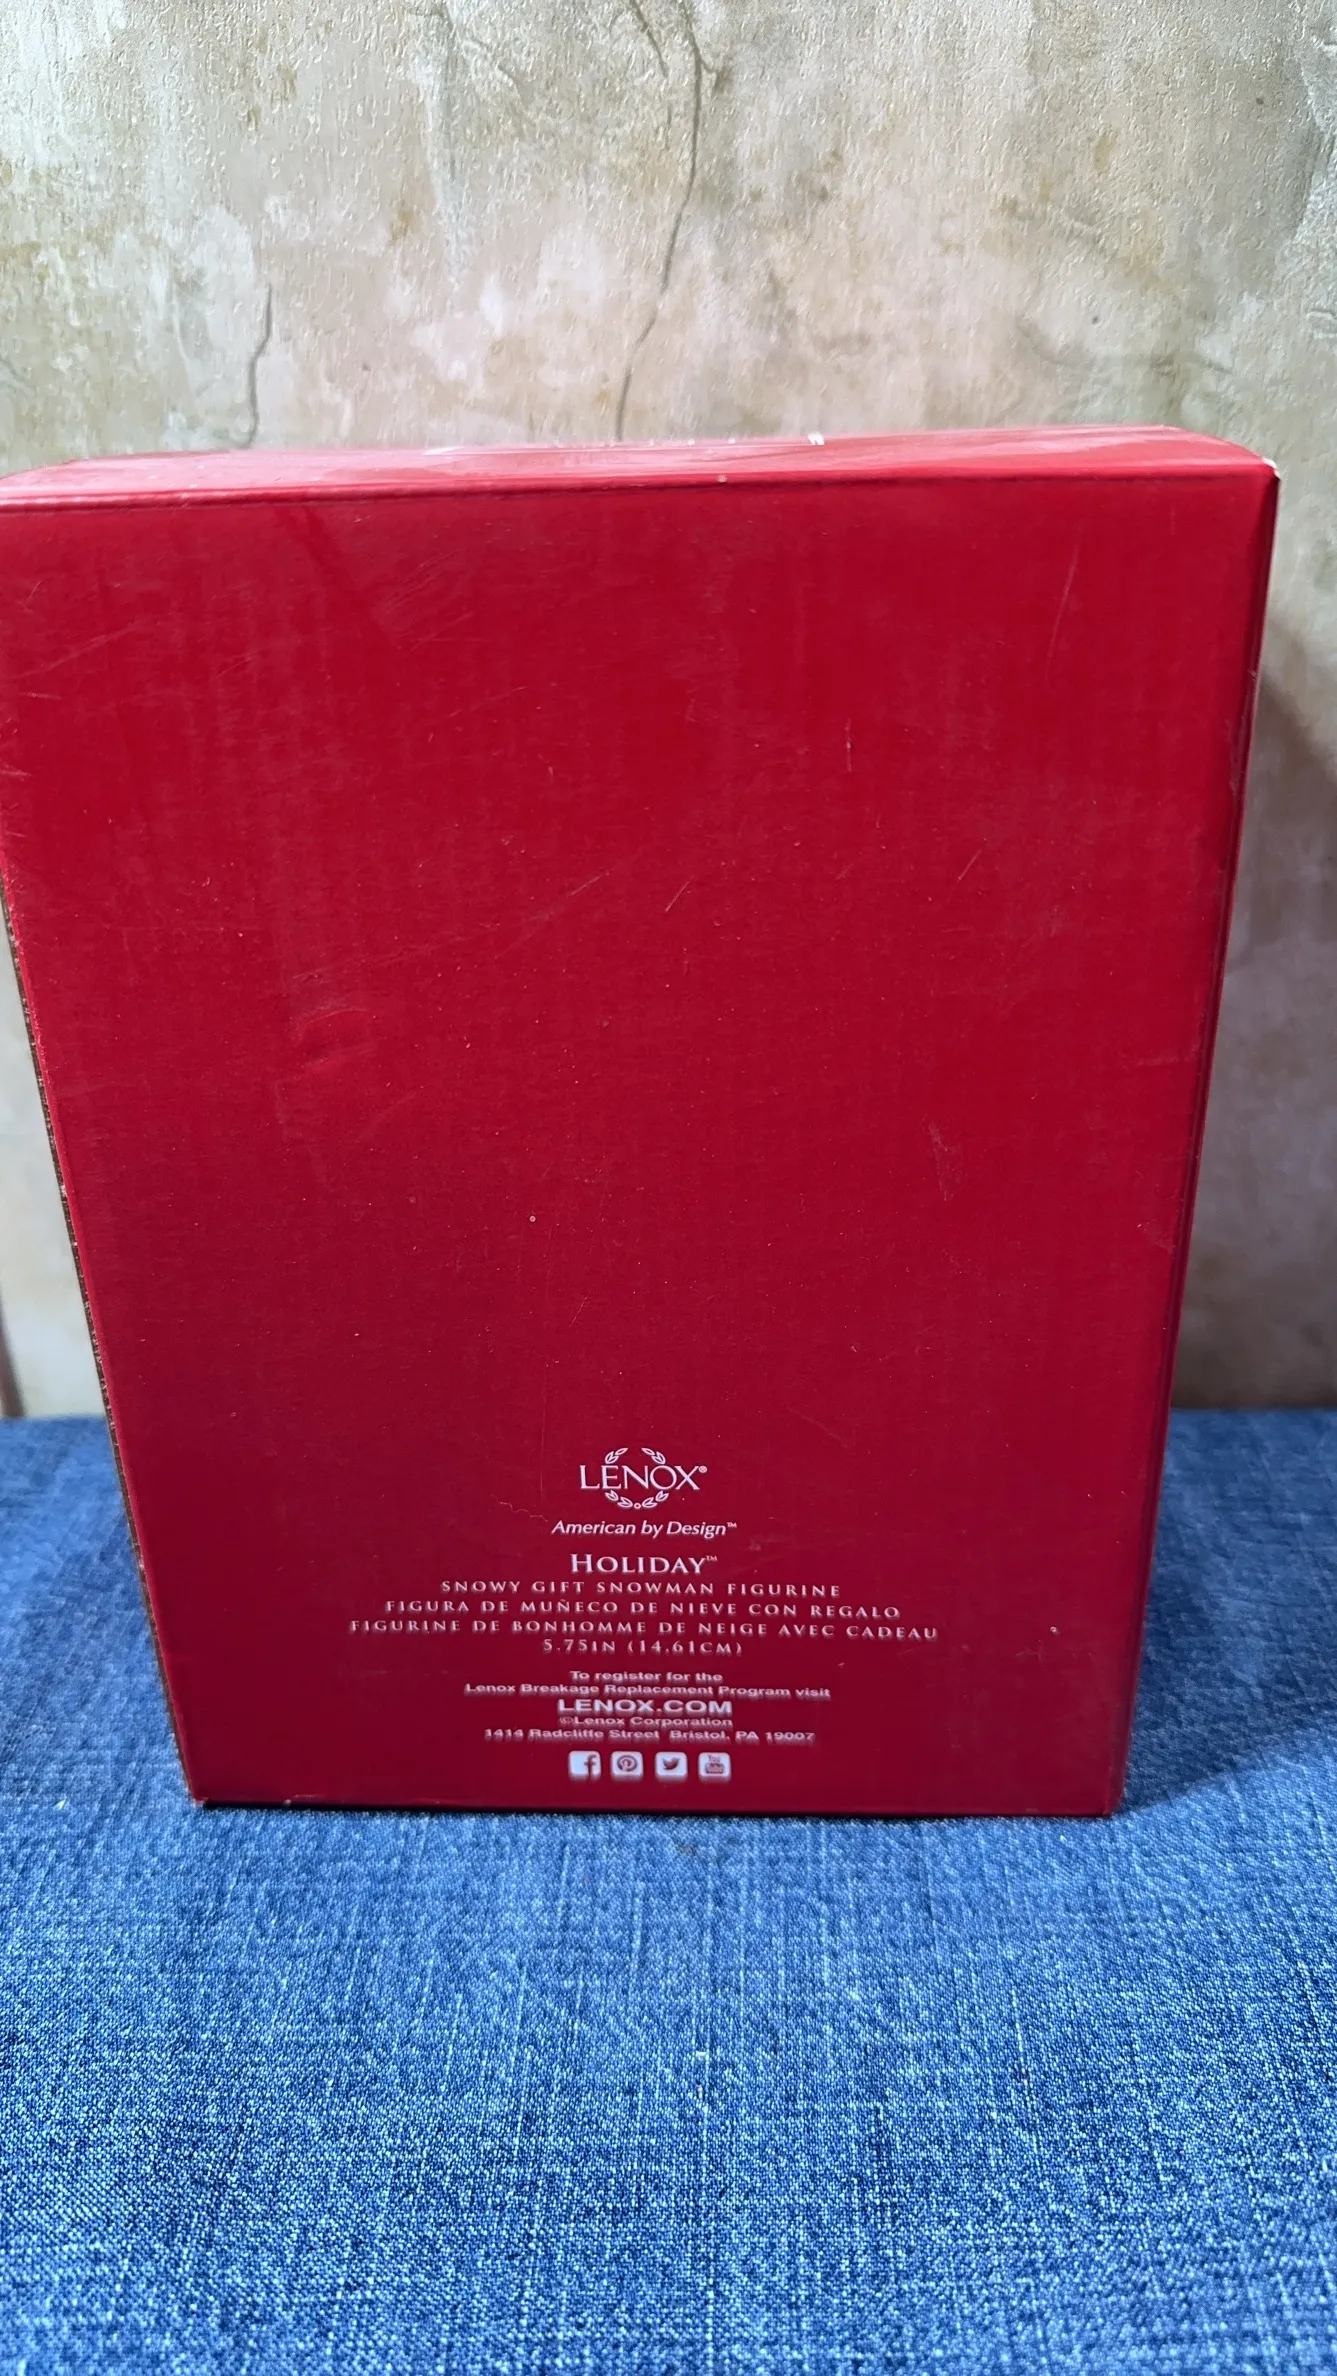 LENOX®
American by Design™
HOLIDAY™
SNOWY GIFT SNOWMAN FIGURINE
FIGURA DE MUÑECO DE NIEVE CON REGALO
FIGURINE DE BONHOMME DE NEIGE AVEC CADEAU
5.75IN (14.61CM)
To register for the
Lenox Breakage Replacement Program visit
LENOX.COM
©Lenox Corporation
1414 Radcliffe Street Bristol, PA 19007
You Tube